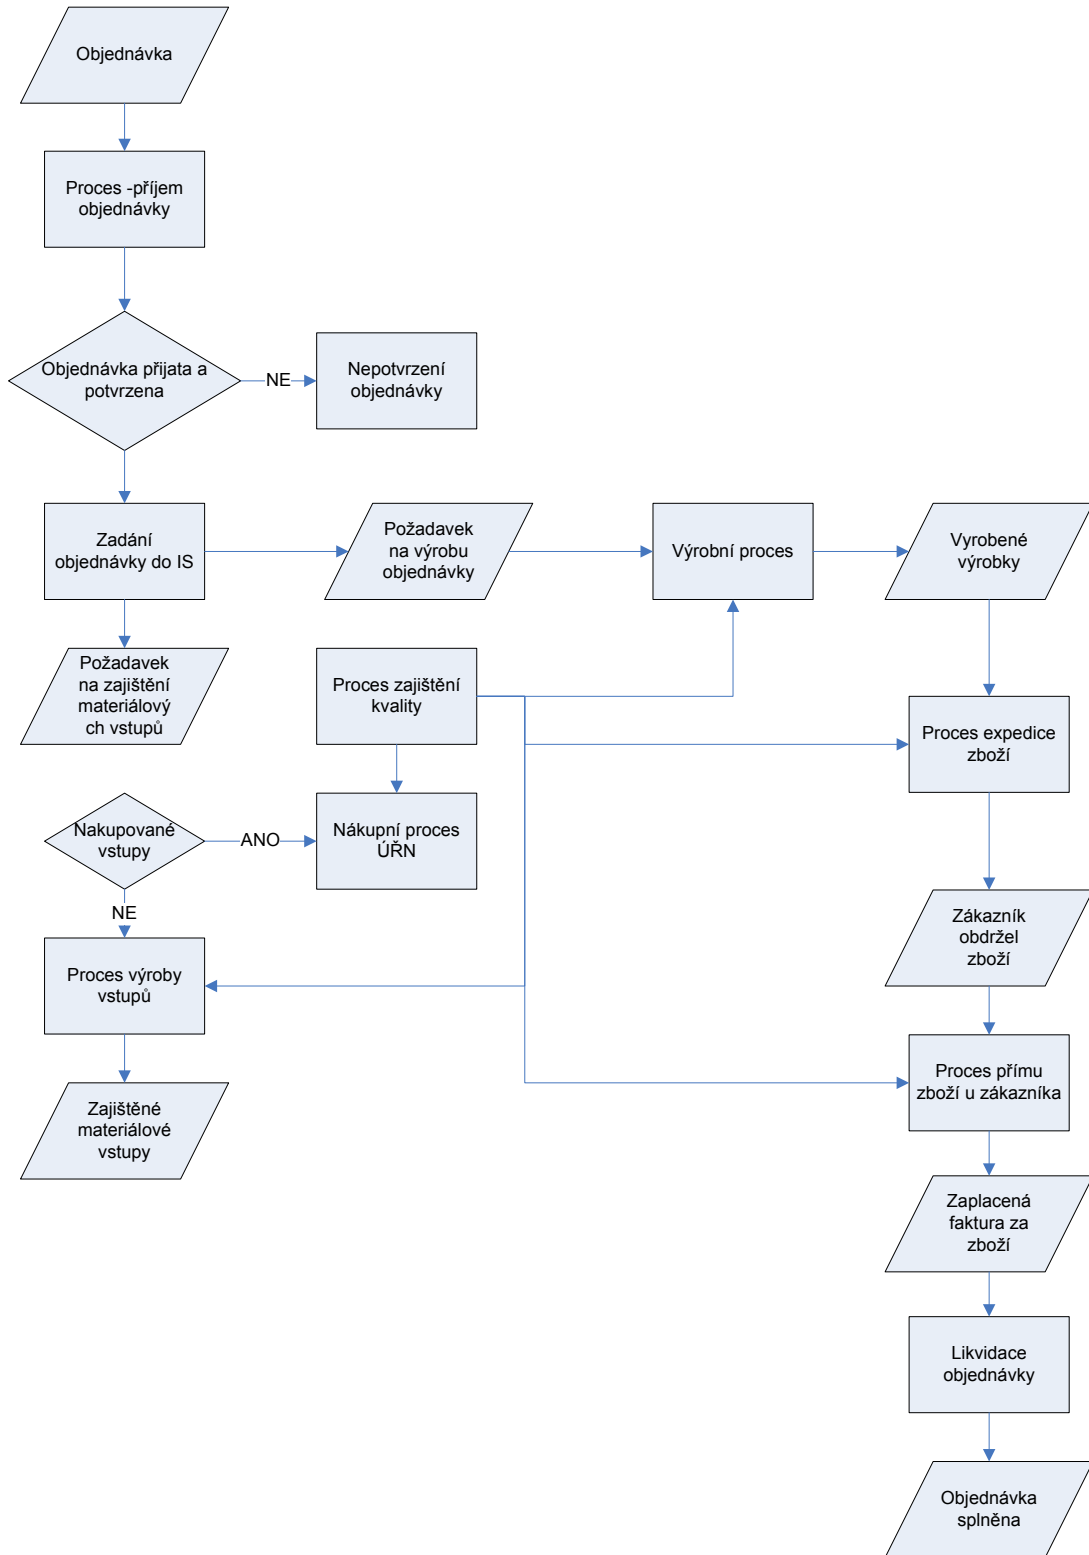 Objednávka
Proces -příjem
objednávky
Objednávka přijata a
potvrzena
NE
Nepotvrzení
objednávky
Zadání
objednávky do IS
Požadavek
na výrobu
objednávky
Výrobní proces
Vyrobené
výrobky
Požadavek
na zajištění
materiálový
ch vstupů
Proces zajištění
kvality
Proces expedice
zboží
Nakupované
vstupy
ANO
Nákupní proces
ÚŘN
NE
Zákazník
obdržel
zboží
Proces výroby
vstupů
Proces přímu
zboží u zákazníka
Zajištěné
materiálové
vstupy
Zaplacená
faktura za
zboží
Likvidace
objednávky
Objednávka
splněna